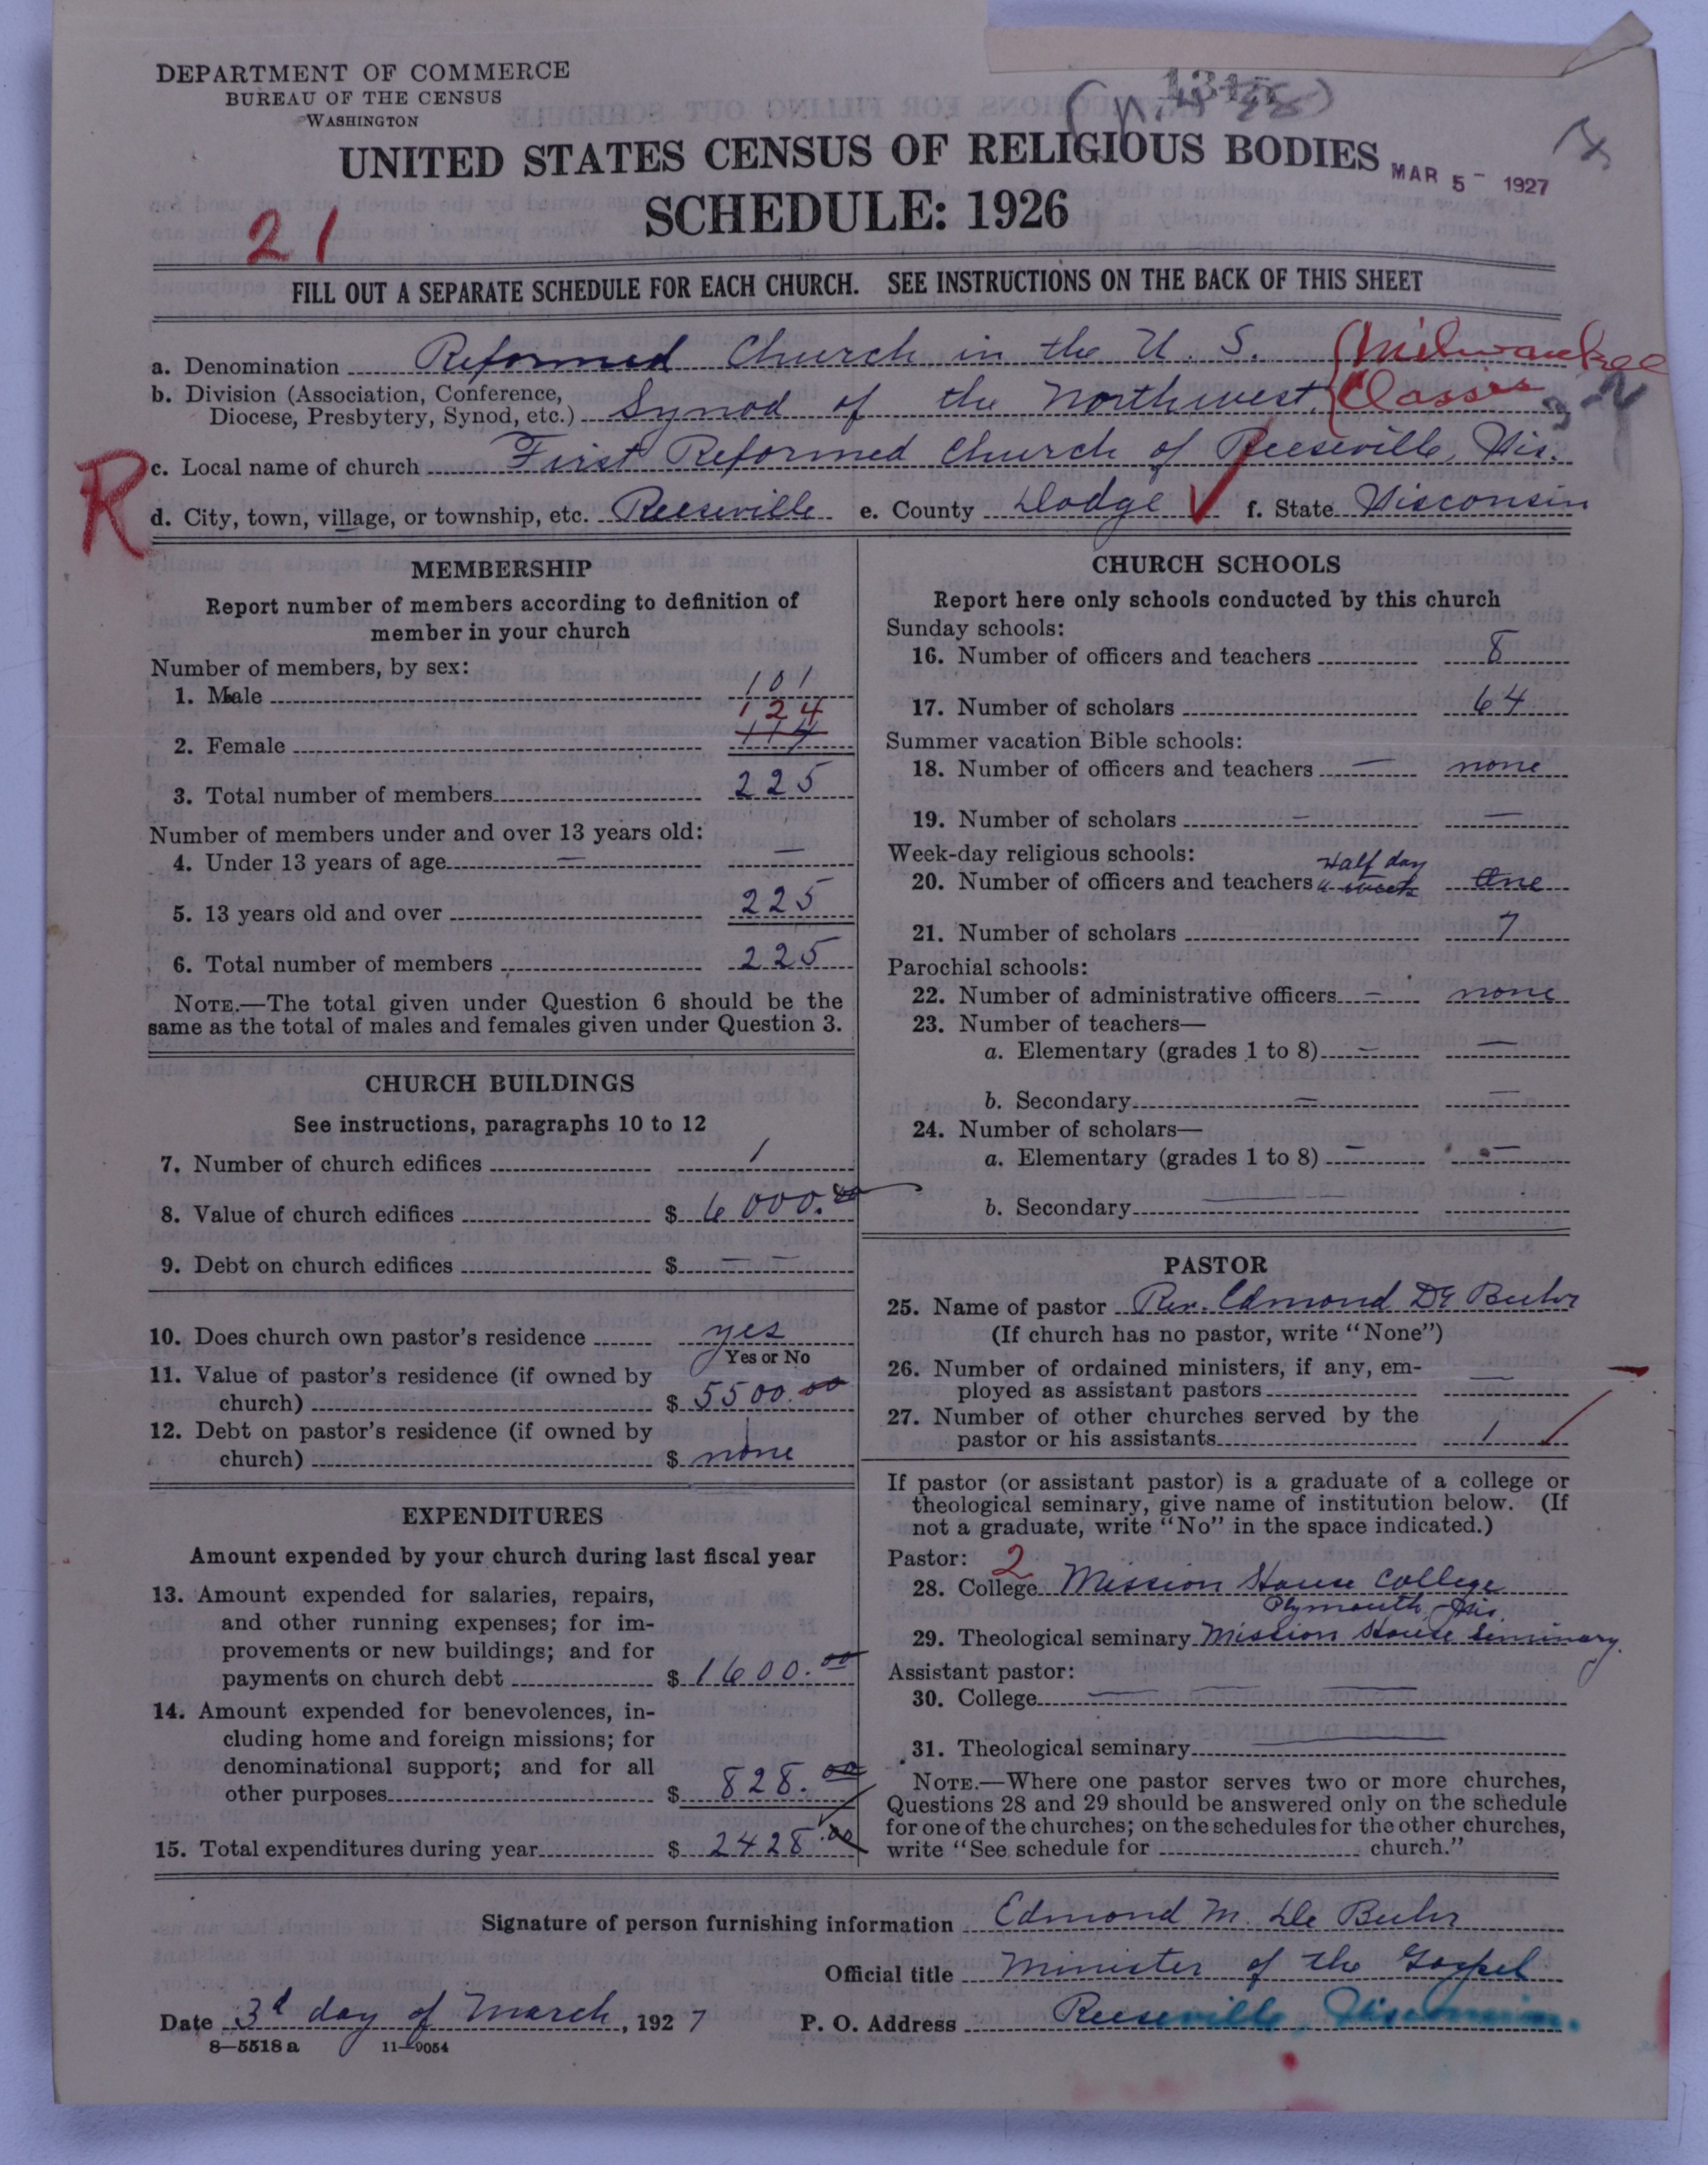 DEPARTMENT OF COMMERCE
BUREAU OF THE CENSUS
WASHINGTON
UNITED STATES CENSUS OF RELIGIOUS BODIES
MAR 5 - 1927
SCHEDULE: 1926
21
FILL OUT A SEPARATE SCHEDULE FOR EACH CHURCH. SEE INSTRUCTIONS ON THE BACK OF THIS SHEET
a. Denomination Reformed Church in the U. S. (Milwaukee
b. Division (Association, Conference,
Diocese, Presbytery, Synod, etc.) Synod of the Northwest, Classis
R
c. Local name of church First Reformed Church of Reeseville, Wis.
d. City, town, village, or township, etc. Reeseville e. County Dodge f. State Wisconsin
MEMBERSHIP
Report number of members according to definition of
member in your church
Number of members, by sex:
1. Male 101
124
2. Female 114
3. Total number of members 225
Number of members under and over 13 years old:
4. Under 13 years of age — —
5. 13 years old and over 225
6. Total number of members 225
NOTE.—The total given under Question 6 should be the
same as the total of males and females given under Question 3.
CHURCH BUILDINGS
See instructions, paragraphs 10 to 12
7. Number of church edifices 1
8. Value of church edifices $ 6000.00
9. Debt on church edifices $ — —
10. Does church own pastor's residence yes
Yes or No
11. Value of pastor's residence (if owned by
church) $ 5500.00
12. Debt on pastor's residence (if owned by
church) $ none
EXPENDITURES
Amount expended by your church during last fiscal year
13. Amount expended for salaries, repairs,
and other running expenses; for im-
provements or new buildings; and for
payments on church debt $ 1600.00
14. Amount expended for benevolences, in-
cluding home and foreign missions; for
denominational support; and for all
other purposes $ 828.00
15. Total expenditures during year $ 2428.00
CHURCH SCHOOLS
Report here only schools conducted by this church
Sunday schools:
16. Number of officers and teachers 8
17. Number of scholars 64
Summer vacation Bible schools:
18. Number of officers and teachers — none
19. Number of scholars — —
Week-day religious schools:
Half day
20. Number of officers and teachers a week One
21. Number of scholars 7
Parochial schools:
22. Number of administrative officers — none
23. Number of teachers—
a. Elementary (grades 1 to 8) — —
b. Secondary — —
24. Number of scholars—
a. Elementary (grades 1 to 8) — —
b. Secondary —
PASTOR
25. Name of pastor Rev. Edmond De Buhr
(If church has no pastor, write "None")
26. Number of ordained ministers, if any, em-
ployed as assistant pastors —
27. Number of other churches served by the
pastor or his assistants 1
If pastor (or assistant pastor) is a graduate of a college or
theological seminary, give name of institution below. (If
not a graduate, write "No" in the space indicated.)
Pastor: 2
28. College Mission House College
Plymouth, Wis.
29. Theological seminary Mission House Seminary.
Assistant pastor:
30. College — — —
31. Theological seminary —
NOTE.—Where one pastor serves two or more churches,
Questions 28 and 29 should be answered only on the schedule
for one of the churches; on the schedules for the other churches,
write "See schedule for church."
Signature of person furnishing information Edmond M. De Buhr
Official title Minister of the Gospel
Date 3d day of March, 1927 P. O. Address Reeseville, Wisconsin.
8—5518 a 11—9054